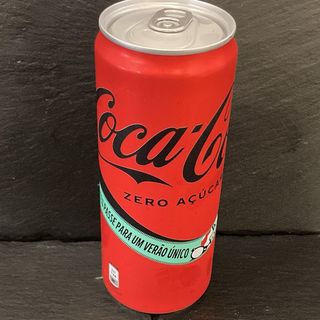 Coca-Co
ZERO AÇÚCA
PASSE PARA UM VERÃO ÚNICO